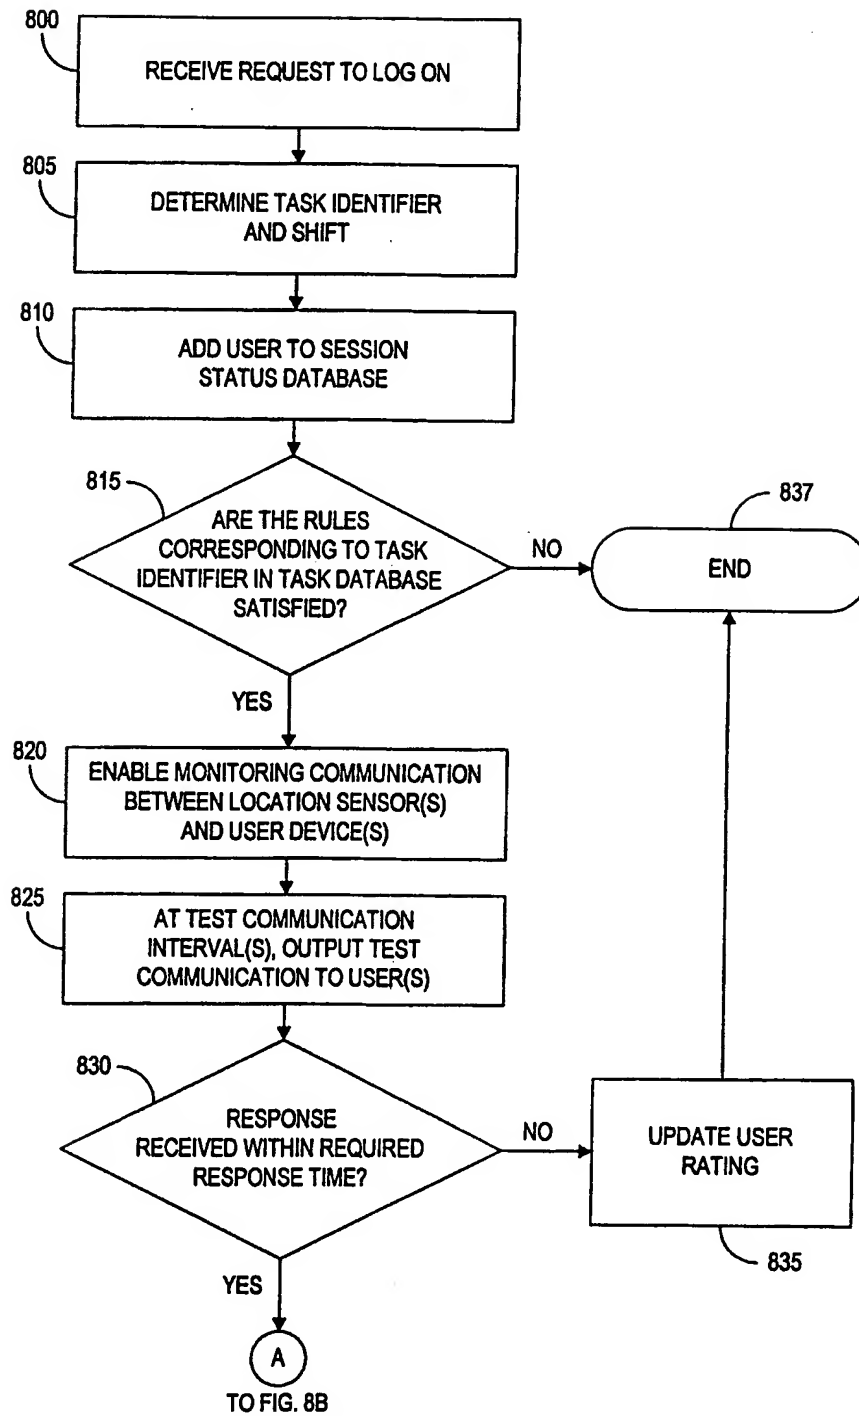 800
RECEIVE REQUEST TO LOG ON
805
DETERMINE TASK IDENTIFIER
AND SHIFT
810
ADD USER TO SESSION
STATUS DATABASE
815
ARE THE RULES
CORRESPONDING TO TASK
IDENTIFIER IN TASK DATABASE
SATISFIED?
NO
837
END
YES
820
ENABLE MONITORING COMMUNICATION
BETWEEN LOCATION SENSOR(S)
AND USER DEVICE(S)
825
AT TEST COMMUNICATION
INTERVAL(S), OUTPUT TEST
COMMUNICATION TO USER(S)
830
RESPONSE
RECEIVED WITHIN REQUIRED
RESPONSE TIME?
NO
UPDATE USER
RATING
835
YES
A
TO FIG. 8B